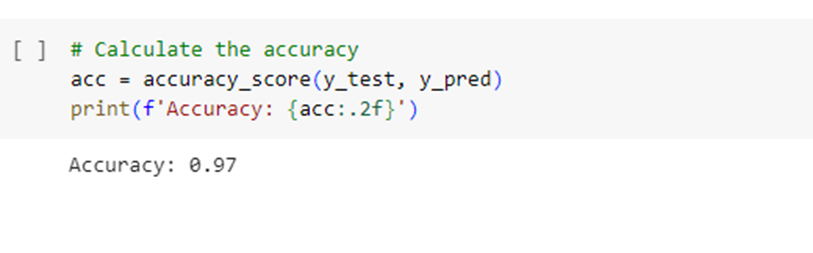 [ ] # Calculate the accuracy
acc = accuracy_score(y_test, y_pred)
print(f'Accuracy: {acc:.2f}')
Accuracy: 0.97